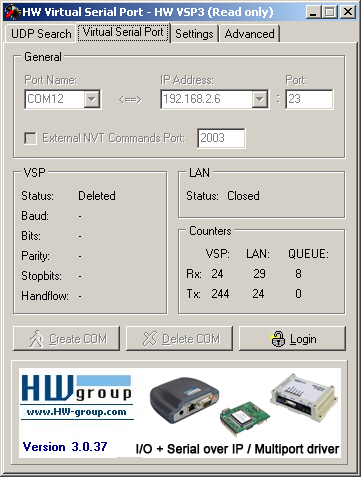 HW Virtual Serial Port - HW VSP3 (Read only)
UDP Search Virtual Serial Port Settings Advanced
General
Port Name: IP Address: Port:
COM12 <==> 192.168.2.6 : 23
External NVT Commands Port: 2003
VSP
Status: Deleted
Baud: -
Bits: -
Parity: -
Stopbits: -
Handflow: -
LAN
Status: Closed
Counters
VSP: LAN: QUEUE:
Rx: 24 29 8
Tx: 244 24 0
Create COM Delete COM Login
HW group
www.HW-group.com
Version 3.0.37
I/O + Serial over IP / Multiport driver